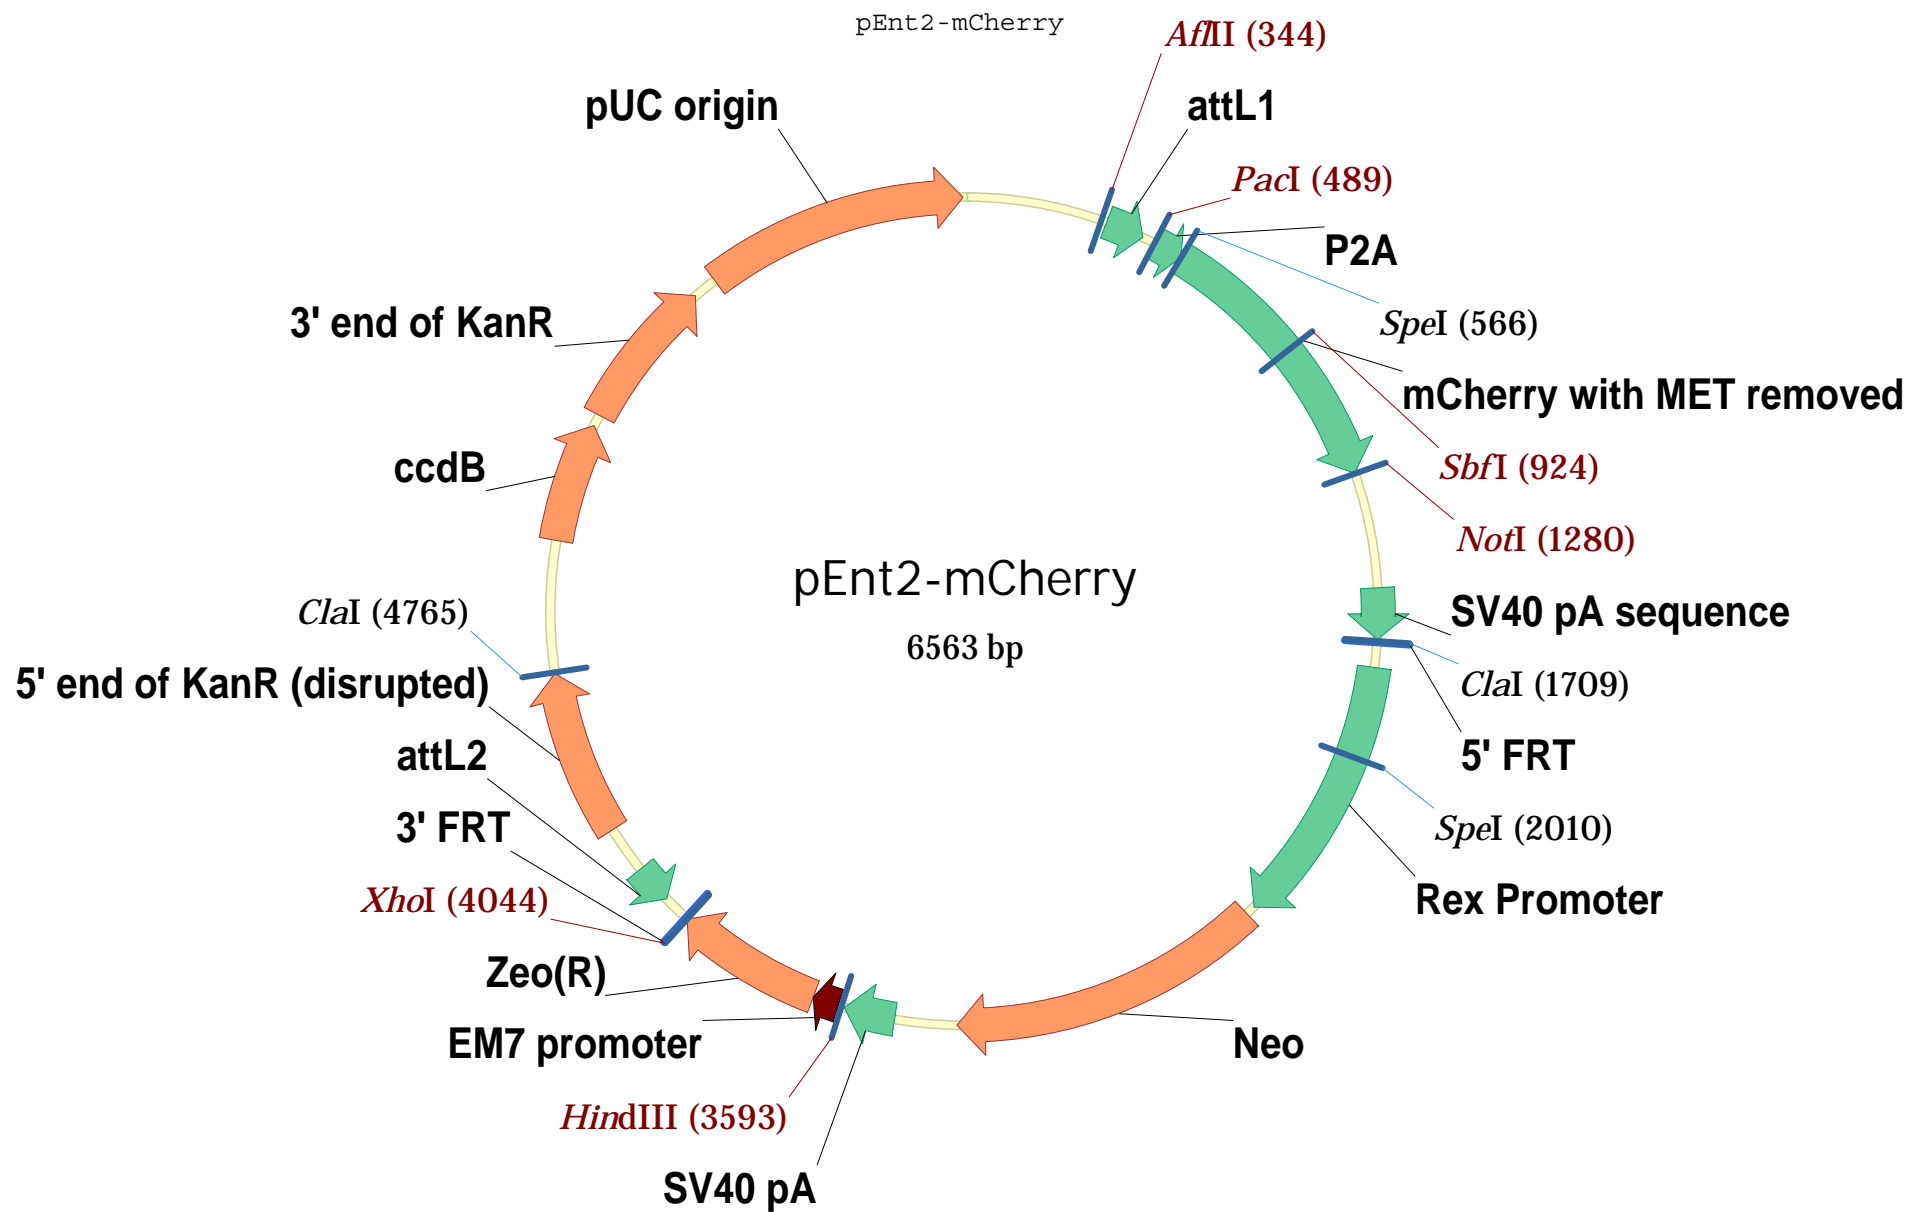 pEnt2-mCherry
AflII (344)
pUC origin
attL1
PacI (489)
P2A
3' end of KanR
SpeI (566)
mCherry with MET removed
ccdB
SbfI (924)
NotI (1280)
pEnt2-mCherry
6563 bp
ClaI (4765)
SV40 pA sequence
5' end of KanR (disrupted)
ClaI (1709)
attL2
5' FRT
3' FRT
SpeI (2010)
XhoI (4044)
Rex Promoter
Zeo(R)
EM7 promoter
Neo
HindIII (3593)
SV40 pA